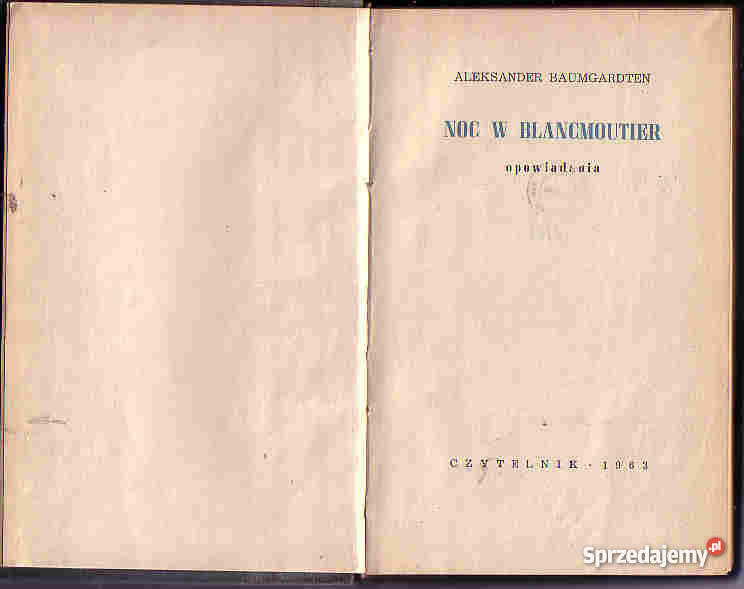 ALEKSANDER BAUMGARDTEN
NOC W BLANCMOUTIER
opowiadania
CZYTELNIK · 1963
Sprzedajemy.pl